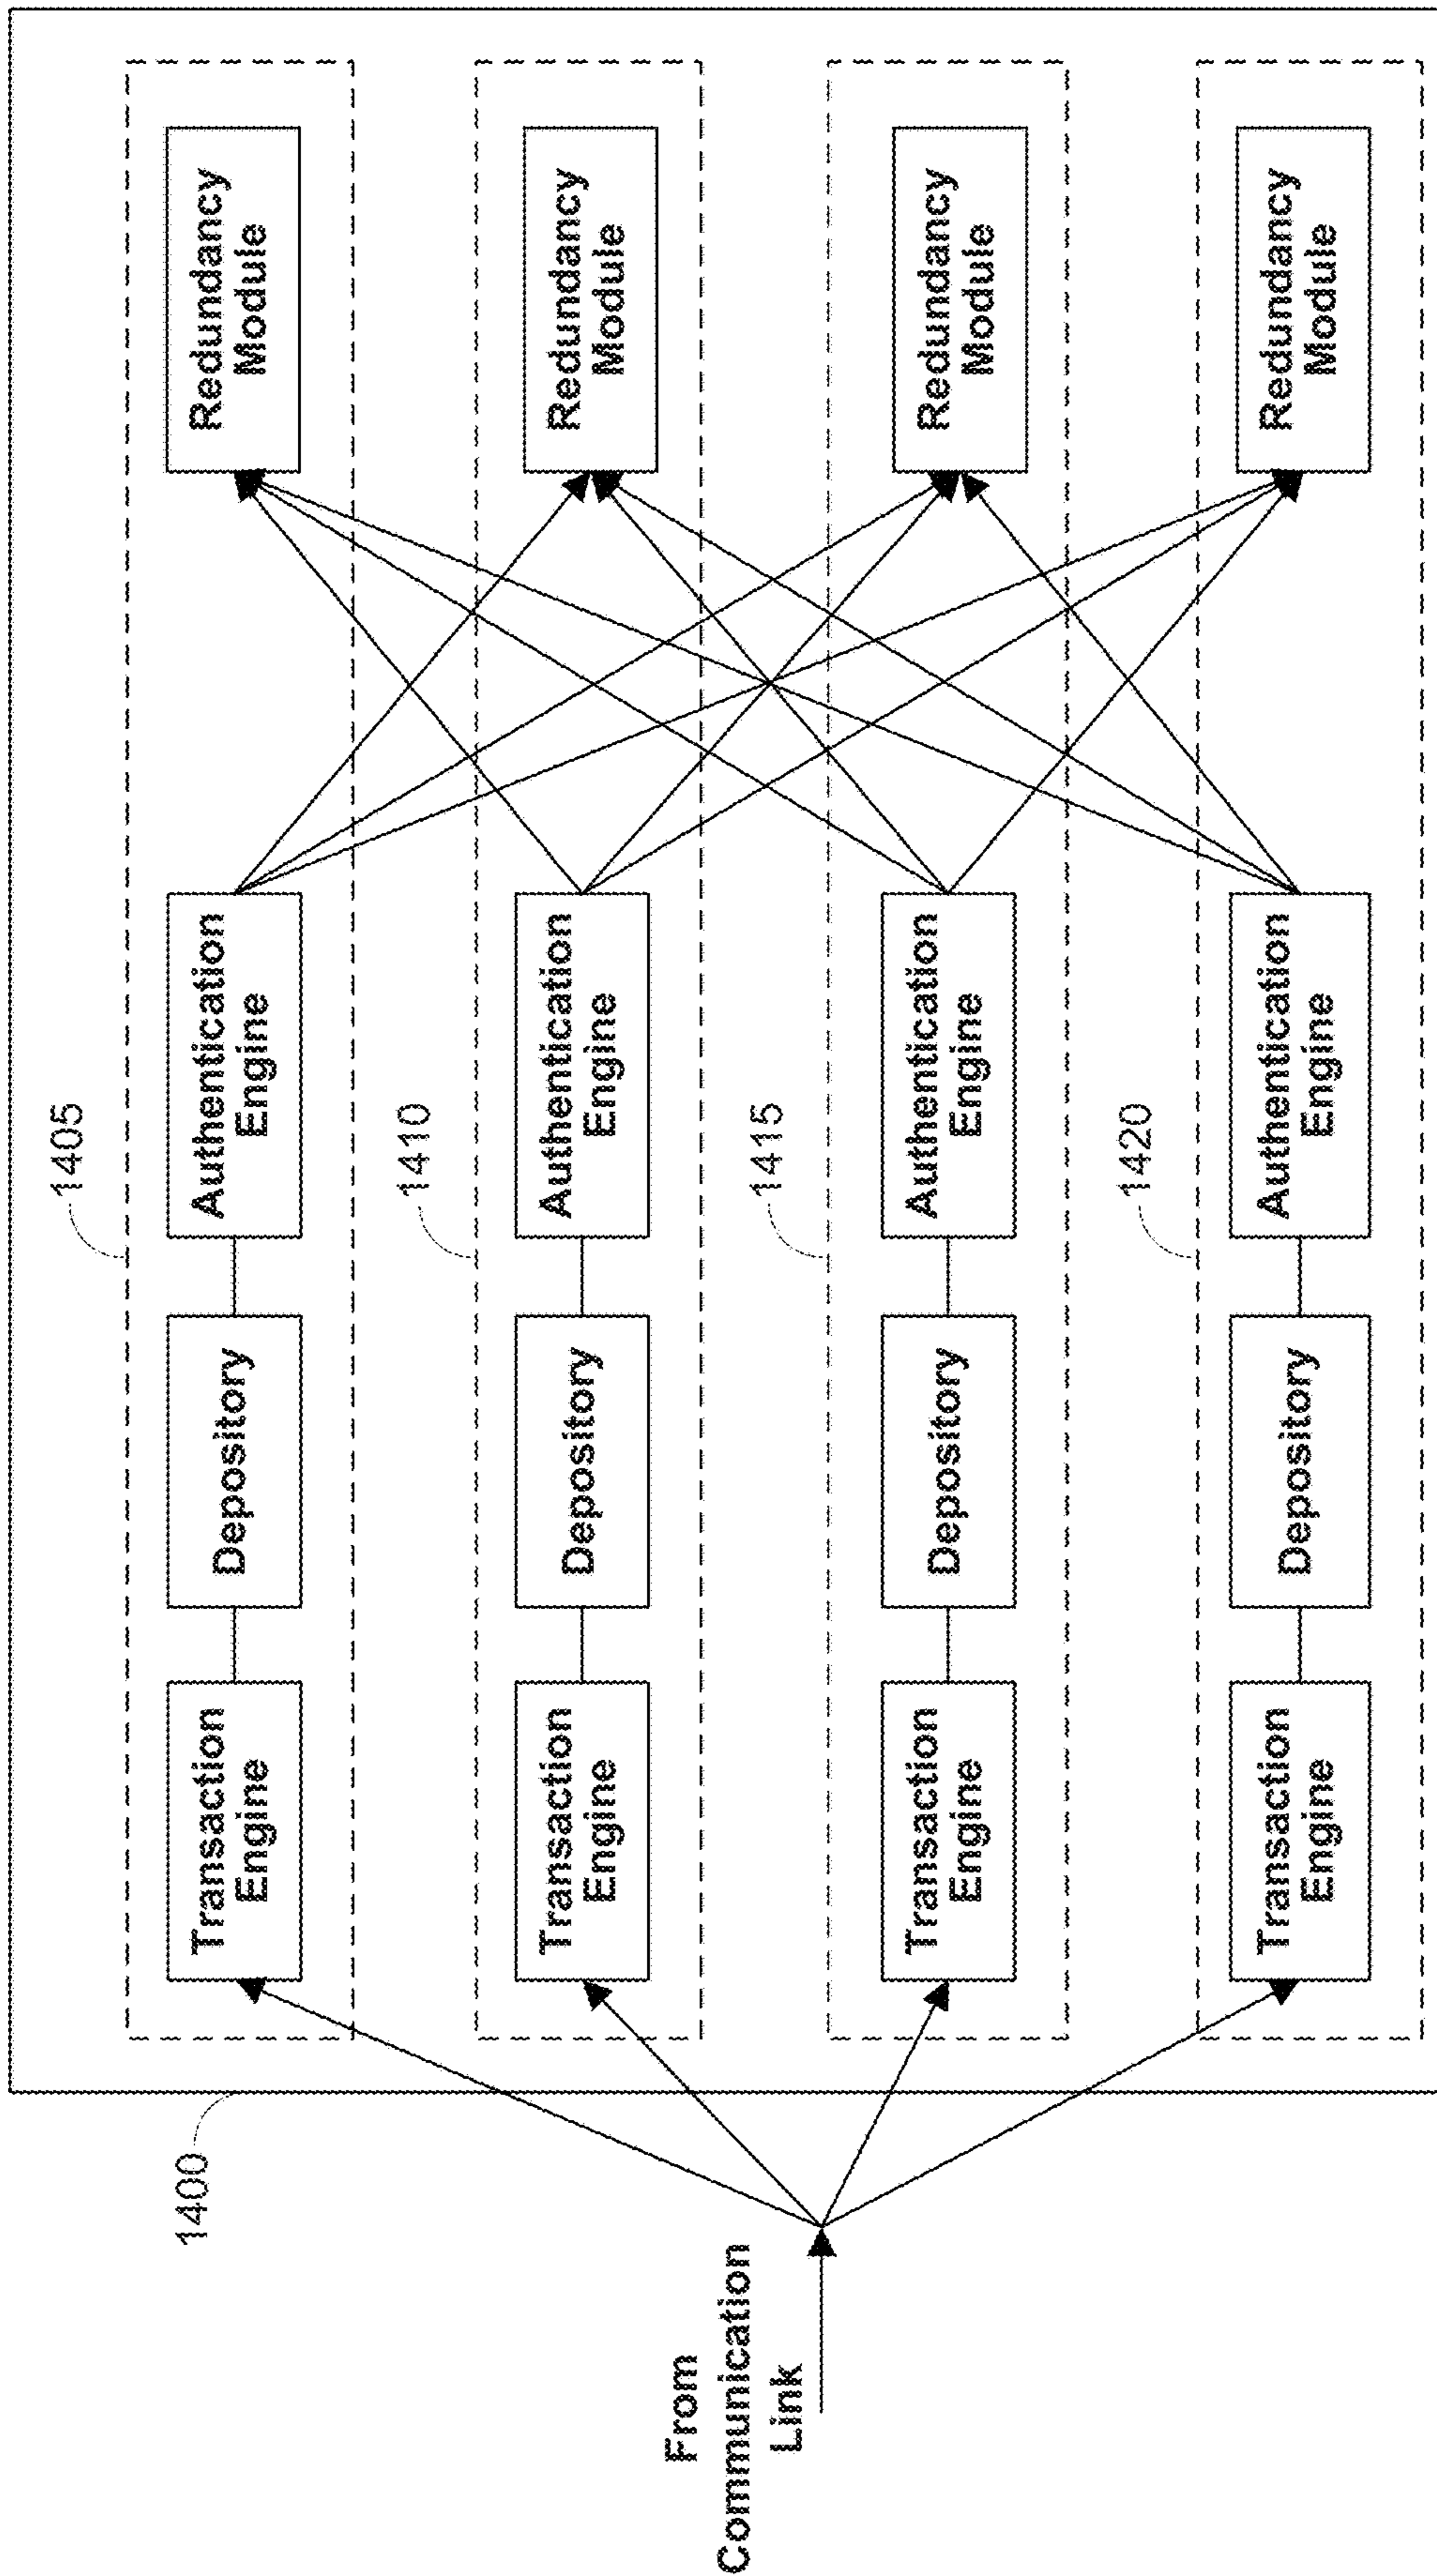 1400
From
Communication
Link
1405
Transaction
Engine
Depository
Authentication
Engine
Redundancy
Module
1410
Transaction
Engine
Depository
Authentication
Engine
Redundancy
Module
1415
Transaction
Engine
Depository
Authentication
Engine
Redundancy
Module
1420
Transaction
Engine
Depository
Authentication
Engine
Redundancy
Module